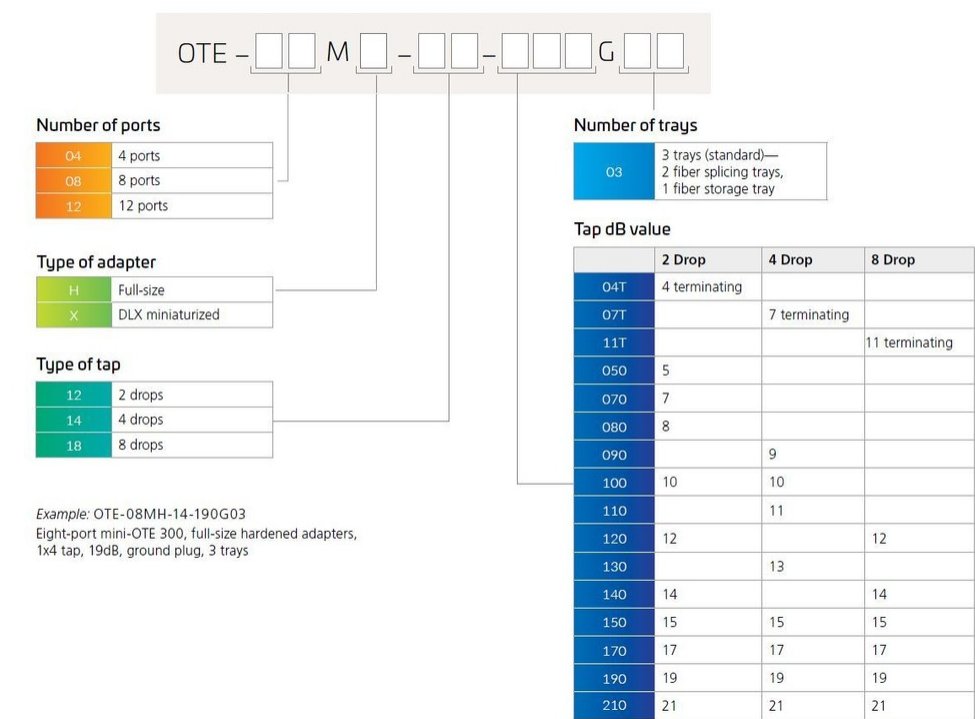 OTE – M – – G
Number of ports
04 4 ports
08 8 ports
12 12 ports
Type of adapter
H Full-size
X DLX miniaturized
Type of tap
12 2 drops
14 4 drops
18 8 drops
Example: OTE-08MH-14-190G03
Eight-port mini-OTE 300, full-size hardened adapters,
1x4 tap, 19dB, ground plug, 3 trays
Number of trays
03 3 trays (standard)—
2 fiber splicing trays,
1 fiber storage tray
Tap dB value
2 Drop 4 Drop 8 Drop
04T 4 terminating
07T 7 terminating
11T 11 terminating
050 5
070 7
080 8
090 9
100 10 10
110 11
120 12 12
130 13
140 14 14
150 15 15 15
170 17 17 17
190 19 19 19
210 21 21 21